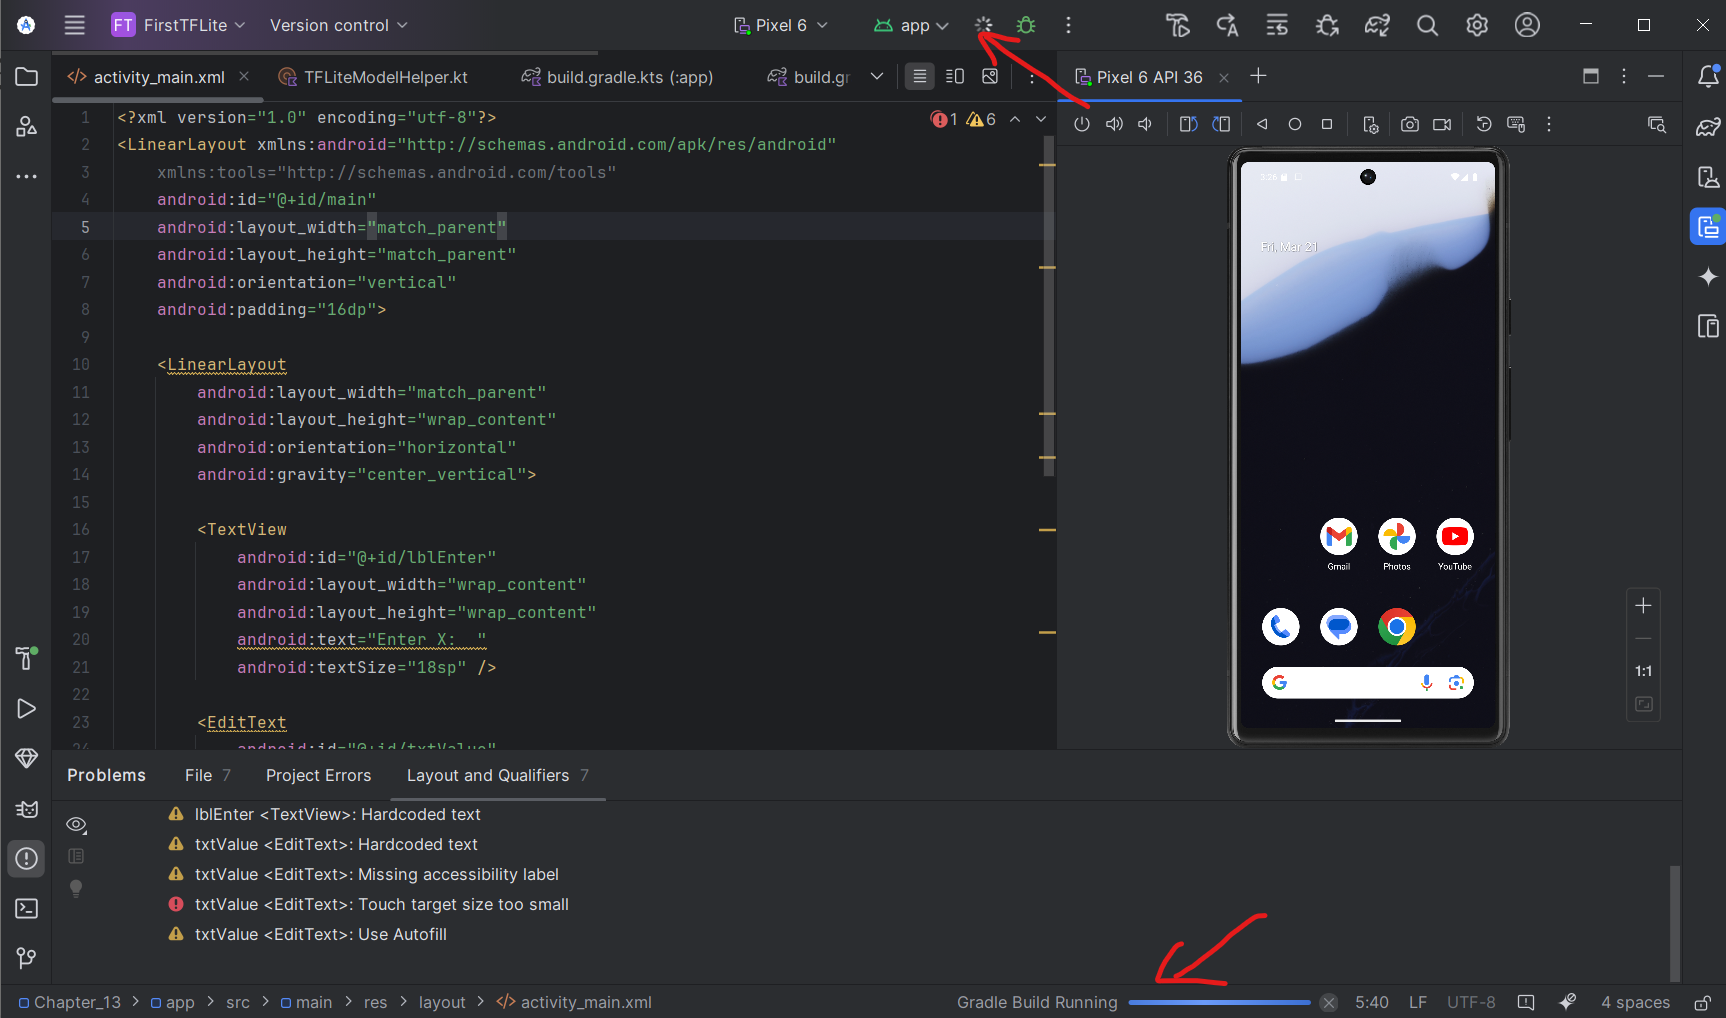 FT FirstTFLite Version control Pixel 6 app
activity_main.xml TFLiteModelHelper.kt build.gradle.kts (:app) build.gr
Pixel 6 API 36
1 6
1 <?xml version="1.0" encoding="utf-8"?>
2 <LinearLayout xmlns:android="http://schemas.android.com/apk/res/android"
3 xmlns:tools="http://schemas.android.com/tools"
4 android:id="@+id/main"
5 android:layout_width="match_parent"
6 android:layout_height="match_parent"
7 android:orientation="vertical"
8 android:padding="16dp">
9
10 <LinearLayout
11 android:layout_width="match_parent"
12 android:layout_height="wrap_content"
13 android:orientation="horizontal"
14 android:gravity="center_vertical">
15
16 <TextView
17 android:id="@+id/lblEnter"
18 android:layout_width="wrap_content"
19 android:layout_height="wrap_content"
20 android:text="Enter X:  "
21 android:textSize="18sp" />
22
23 <EditText
24 android:id="@+id/txtValue"
3:26
Fri, Mar 21
Gmail Photos YouTube
1:1
Problems File 7 Project Errors Layout and Qualifiers 7
lblEnter <TextView>: Hardcoded text
txtValue <EditText>: Hardcoded text
txtValue <EditText>: Missing accessibility label
txtValue <EditText>: Touch target size too small
txtValue <EditText>: Use Autofill
Chapter_13 > app > src > main > res > layout > activity_main.xml
Gradle Build Running 5:40 LF UTF-8 4 spaces